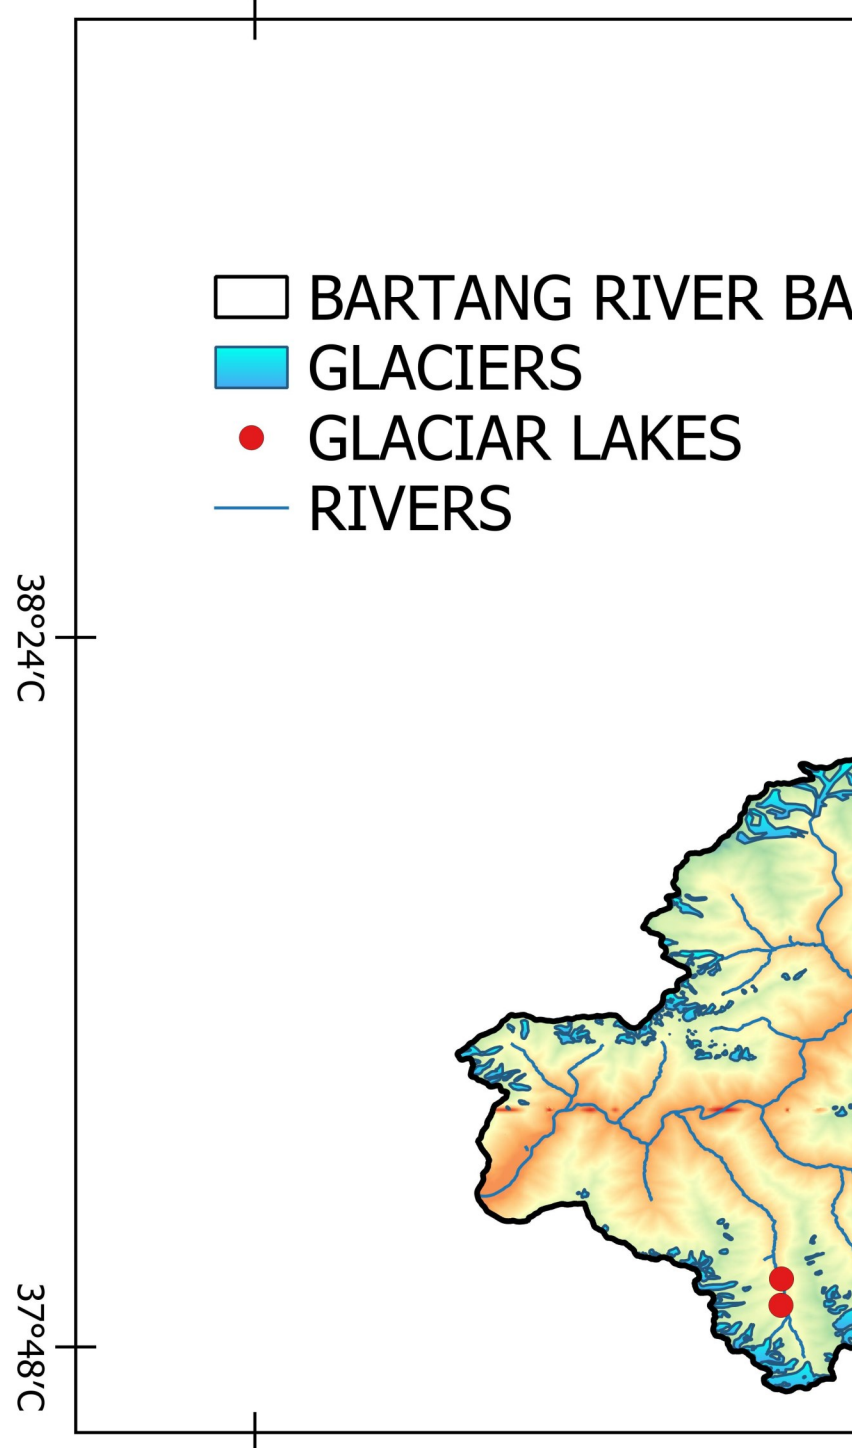 BARTANG RIVER BA
GLACIERS
GLACIAR LAKES
RIVERS
38°24'С
37°48'С